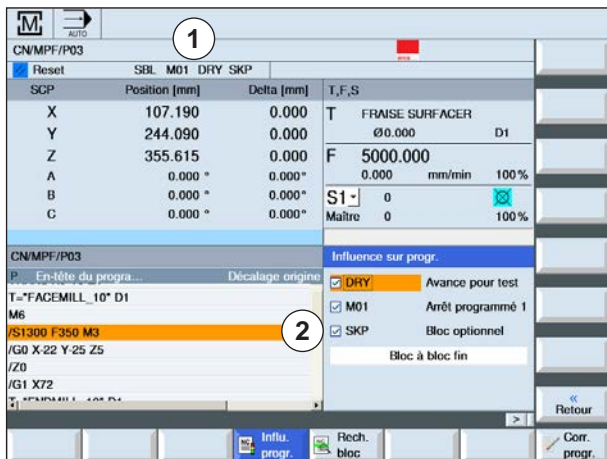 M
AUTO
1
CN/MPF/P03
Reset SBL M01 DRY SKP
SCP Position [mm] Delta [mm] T,F,S
X 107.190 0.000 T FRAISE SURFACER
Y 244.090 0.000 Ø0.000 D1
Z 355.615 0.000 F 5000.000
A 0.000 ° 0.000° 0.000 mm/min 100%
B 0.000 ° 0.000° S1 0
C 0.000 ° 0.000° Maître 0 100%
CN/MPF/P03 Influence sur progr.
P En-tête du progra... Décalage origine
DRY Avance pour test
T="FACEMILL_10" D1
M01 Arrêt programmé 1
M6
/S1300 F350 M3 2 SKP Bloc optionnel
/G0 X-22 Y-25 Z5
Bloc à bloc fin
/Z0
/G1 X72
« Retour
>
NC Influ. progr.
Rech. bloc
Corr. progr.